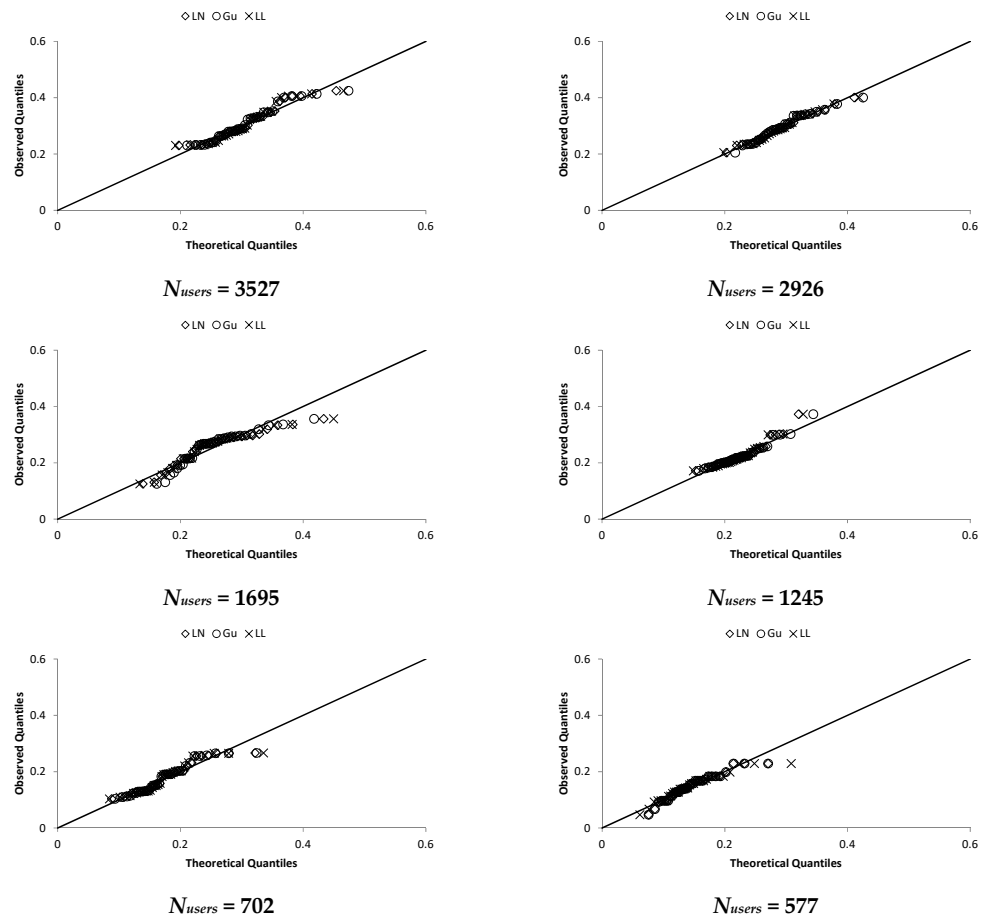 ◇LN ○Gu ×LL
0.6
0.4
0.2
0
0 0.2 0.4 0.6
Observed Quantiles
Theoretical Quantiles
Nusers = 3527
◇LN ○Gu ×LL
0.6
0.4
0.2
0
0 0.2 0.4 0.6
Observed Quantiles
Theoretical Quantiles
Nusers = 2926
◇LN ○Gu ×LL
0.6
0.4
0.2
0
0 0.2 0.4 0.6
Observed Quantiles
Theoretical Quantiles
Nusers = 1695
◇LN ○Gu ×LL
0.6
0.4
0.2
0
0 0.2 0.4 0.6
Observed Quantiles
Theoretical Quantiles
Nusers = 1245
◇LN ○Gu ×LL
0.6
0.4
0.2
0
0 0.2 0.4 0.6
Observed Quantiles
Theoretical Quantiles
Nusers = 702
◇LN ○Gu ×LL
0.6
0.4
0.2
0
0 0.2 0.4 0.6
Observed Quantiles
Theoretical Quantiles
Nusers = 577